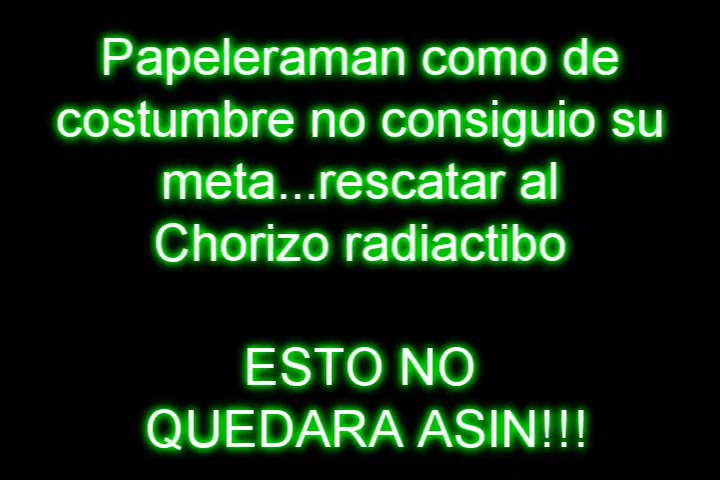 Papeleraman como de
costumbre no consiguio su
meta...rescatar al
Chorizo radiactibo
ESTO NO
QUEDARA ASIN!!!